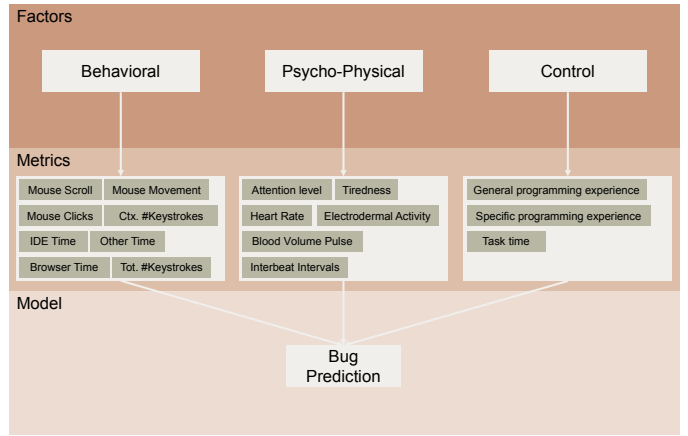 Factors
Behavioral
Psycho-Physical
Control
Metrics
Mouse Scroll
Mouse Movement
Mouse Clicks
Ctx. #Keystrokes
IDE Time
Other Time
Browser Time
Tot. #Keystrokes
Attention level
Tiredness
Heart Rate
Electrodermal Activity
Blood Volume Pulse
Interbeat Intervals
General programming experience
Specific programming experience
Task time
Model
Bug
Prediction